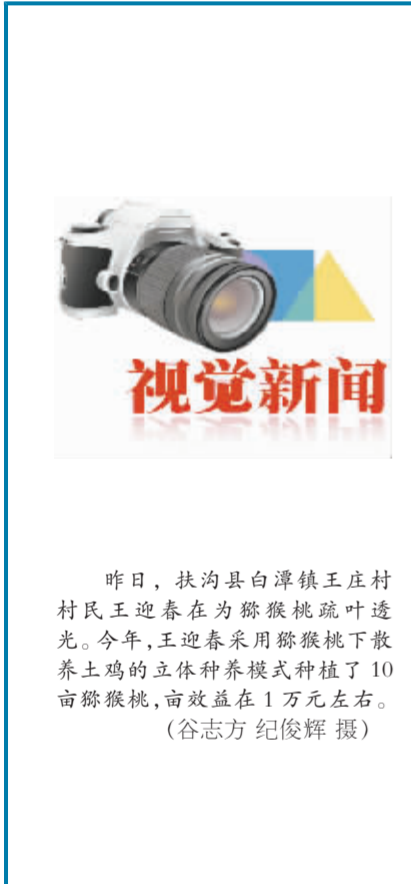 视觉新闻
昨日，扶沟县白潭镇王庄村
村民王迎春在为猕猴桃疏叶透
光。今年，王迎春采用猕猴桃下散
养土鸡的立体种养模式种植了 10
亩猕猴桃，亩效益在 1 万元左右。
（谷志方 纪俊辉 摄）